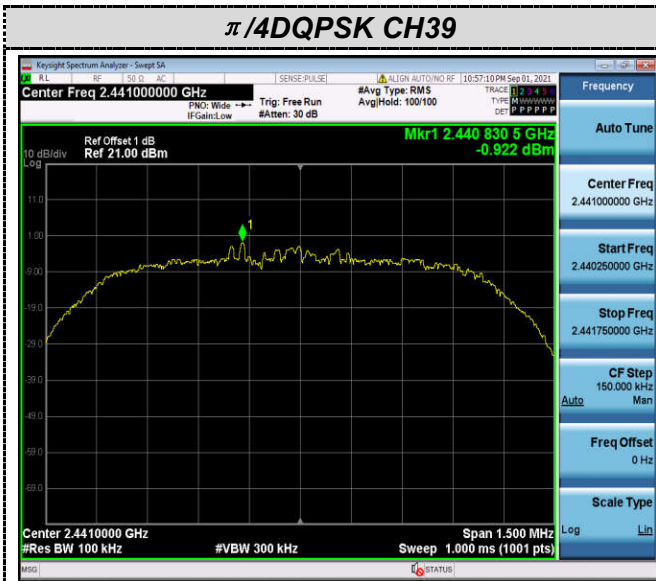 π/4DQPSK CH39
Keysight Spectrum Analyzer - Swept SA
RL RF 50 Ω AC SENSE:PULSE ALIGN AUTO/NO RF 10:57:10 PM Sep 01, 2021
Center Freq 2.441000000 GHz
PNO: Wide
IFGain:Low
Trig: Free Run
#Atten: 30 dB
#Avg Type: RMS
Avg|Hold: 100/100
TRACE 1 2 3 4 5 6
TYPE M WWWWW
DET P P P P P P
Ref Offset 1 dB
10 dB/div Ref 21.00 dBm
Log
Mkr1 2.440 830 5 GHz
-0.922 dBm
11.0
1.00
-9.00
-19.0
-29.0
-39.0
-49.0
-59.0
-69.0
1
Center 2.4410000 GHz Span 1.500 MHz
#Res BW 100 kHz #VBW 300 kHz Sweep 1.000 ms (1001 pts)
MSG STATUS
Frequency
Auto Tune
Center Freq
2.441000000 GHz
Start Freq
2.440250000 GHz
Stop Freq
2.441750000 GHz
CF Step
150.000 kHz
Auto Man
Freq Offset
0 Hz
Scale Type
Log Lin